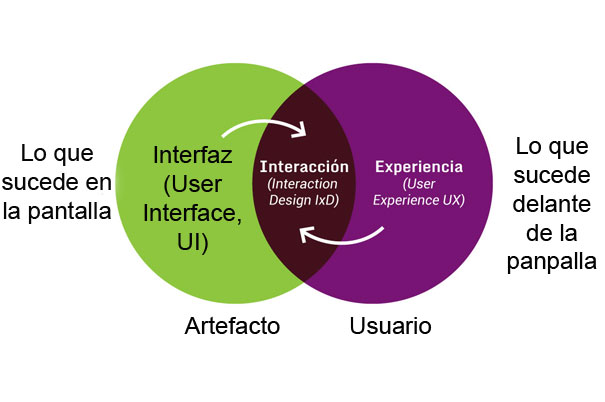 Lo que
sucede en
la pantalla
Interfaz
(User
Interface,
UI)
Interacción
(Interaction
Design IxD)
Experiencia
(User
Experience UX)
Lo que
sucede
delante
de la
panpalla
Artefacto
Usuario